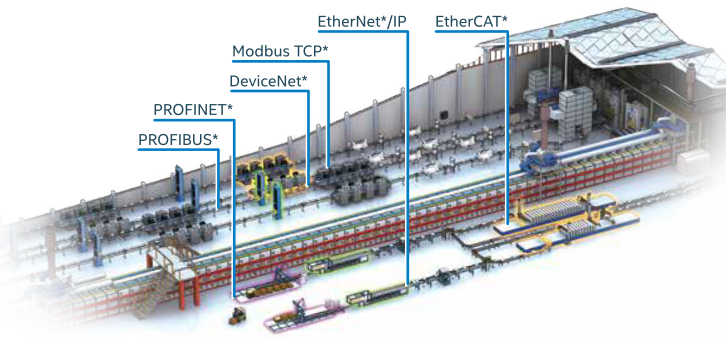 EtherNet*/IP
EtherCAT*
Modbus TCP*
DeviceNet*
PROFINET*
PROFIBUS*